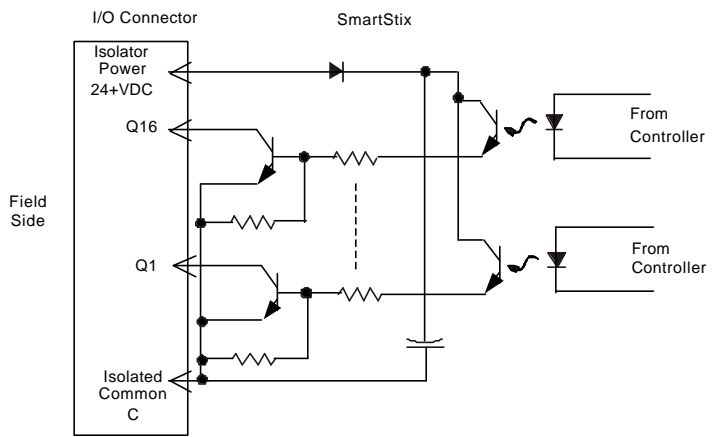 I/O Connector
SmartStix
Isolator
Power
24+VDC
Q16
From
Controller
Field
Side
Q1
From
Controller
Isolated
Common
C